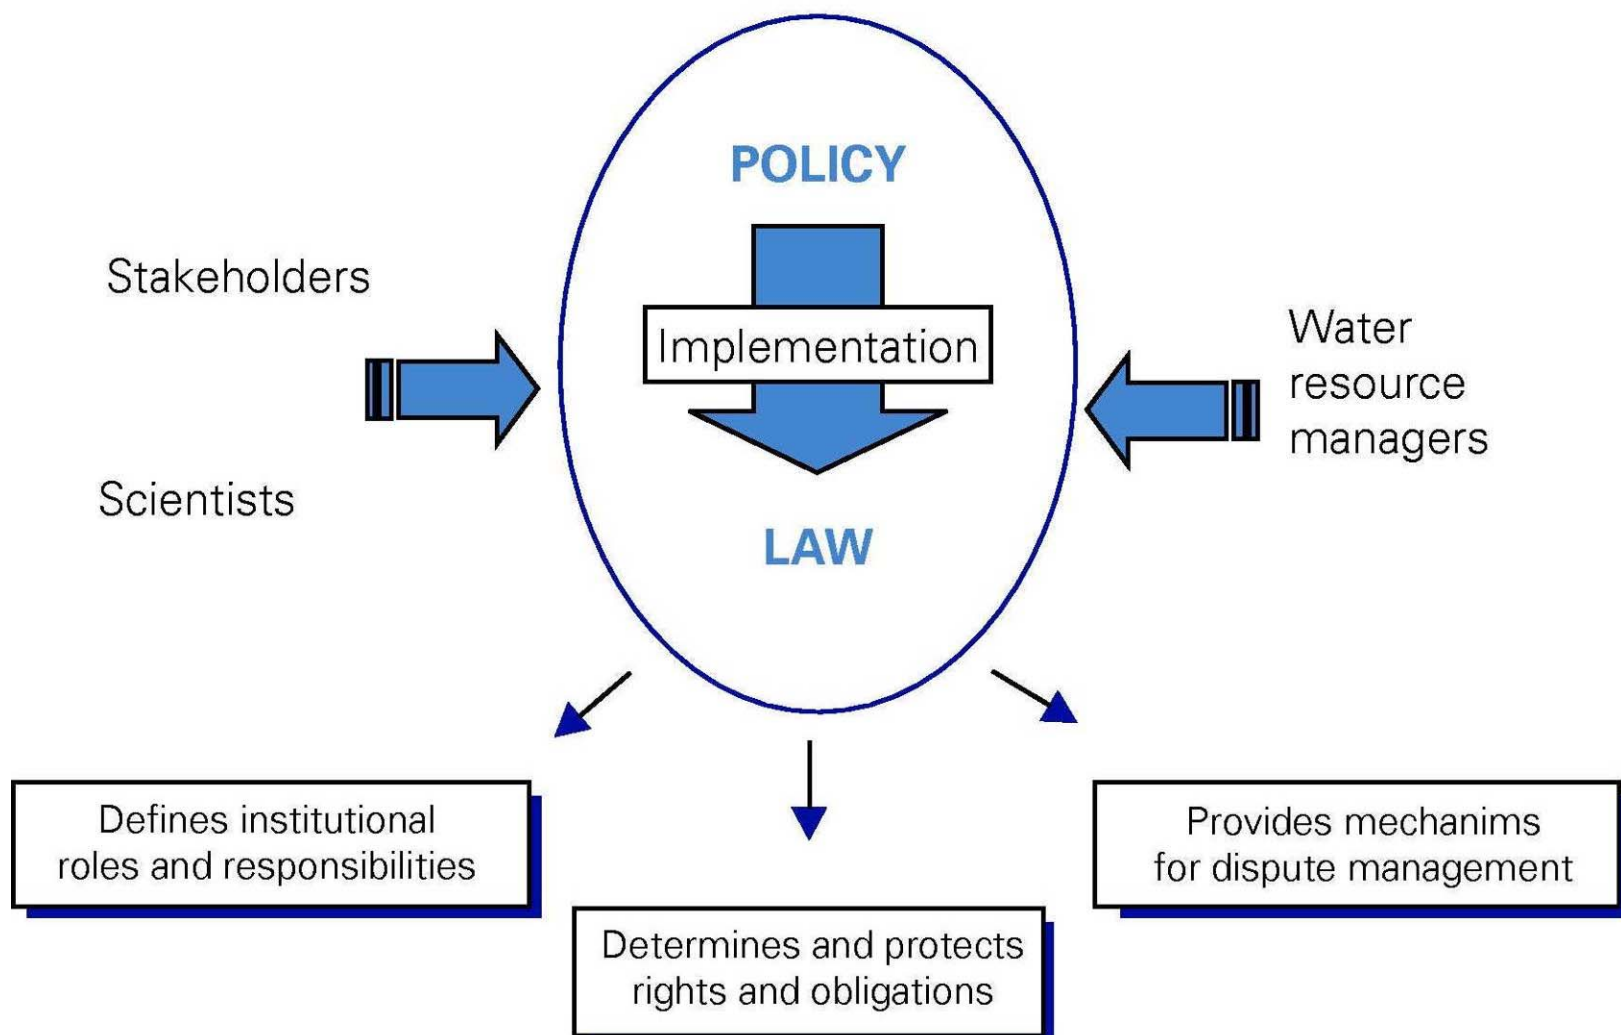 POLICY
Stakeholders
Implementation
Water
resource
managers
Scientists
LAW
Defines institutional
roles and responsibilities
Provides mechanims
for dispute management
Determines and protects
rights and obligations